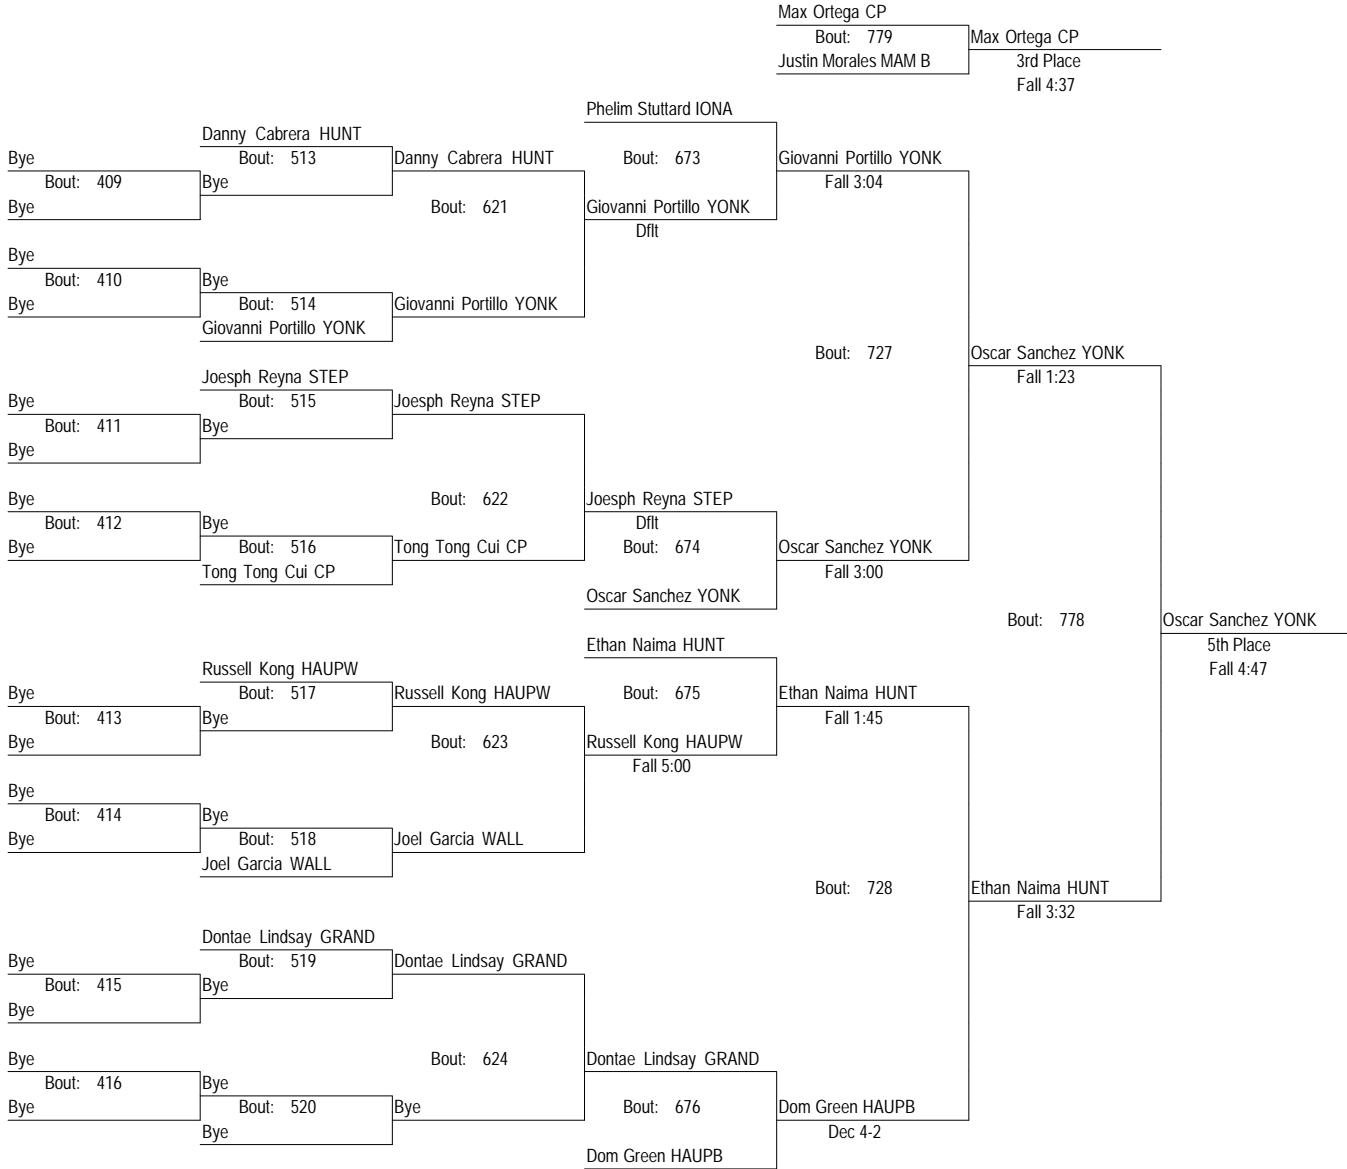 Max Ortega CP
Bout: 779
Max Ortega CP
Justin Morales MAM B
3rd Place
Fall 4:37
Phelim Stuttard IONA
Danny Cabrera HUNT
Bye
Bout: 513
Danny Cabrera HUNT
Bout: 673
Giovanni Portillo YONK
Bout: 409
Bye
Fall 3:04
Bye
Bout: 621
Giovanni Portillo YONK
Dflt
Bye
Bout: 410
Bye
Bye
Bout: 514
Giovanni Portillo YONK
Giovanni Portillo YONK
Bout: 727
Oscar Sanchez YONK
Joesph Reyna STEP
Fall 1:23
Bye
Bout: 515
Joesph Reyna STEP
Bout: 411
Bye
Bye
Bye
Bout: 622
Joesph Reyna STEP
Bout: 412
Bye
Dflt
Bye
Bout: 516
Tong Tong Cui CP
Bout: 674
Oscar Sanchez YONK
Tong Tong Cui CP
Fall 3:00
Oscar Sanchez YONK
Bout: 778
Oscar Sanchez YONK
Ethan Naima HUNT
5th Place
Russell Kong HAUPW
Fall 4:47
Bye
Bout: 517
Russell Kong HAUPW
Bout: 675
Ethan Naima HUNT
Bout: 413
Bye
Fall 1:45
Bye
Bout: 623
Russell Kong HAUPW
Fall 5:00
Bye
Bout: 414
Bye
Bye
Bout: 518
Joel Garcia WALL
Joel Garcia WALL
Bout: 728
Ethan Naima HUNT
Fall 3:32
Dontae Lindsay GRAND
Bye
Bout: 519
Dontae Lindsay GRAND
Bout: 415
Bye
Bye
Bye
Bout: 624
Dontae Lindsay GRAND
Bout: 416
Bye
Bye
Bout: 520
Bye
Bout: 676
Dom Green HAUPB
Bye
Dec 4-2
Dom Green HAUPB